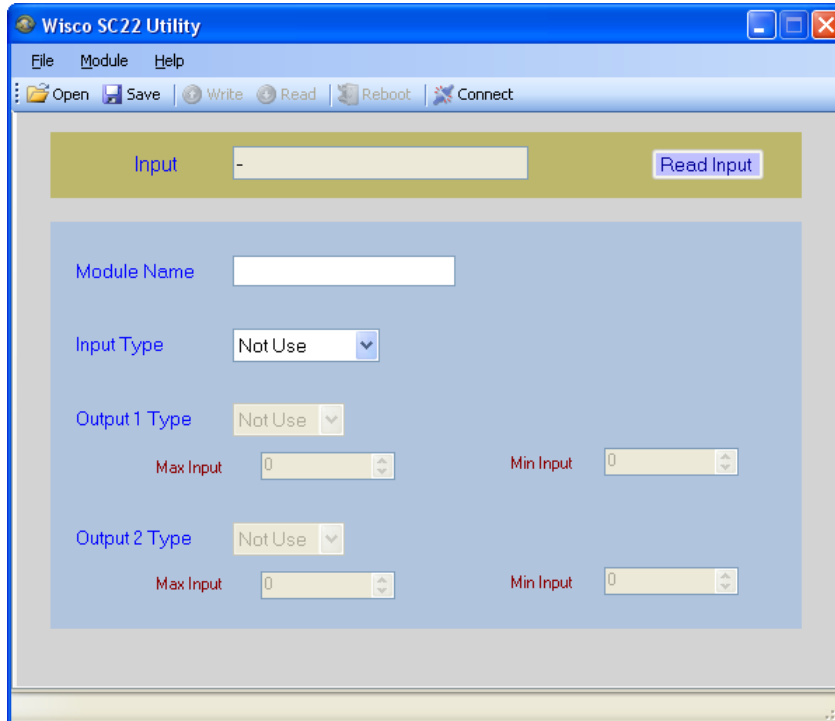 Wisco SC22 Utility
File Module Help
Open Save Write Read Reboot Connect
Input - Read Input
Module Name
Input Type Not Use
Output 1 Type Not Use
Max Input 0 Min Input 0
Output 2 Type Not Use
Max Input 0 Min Input 0